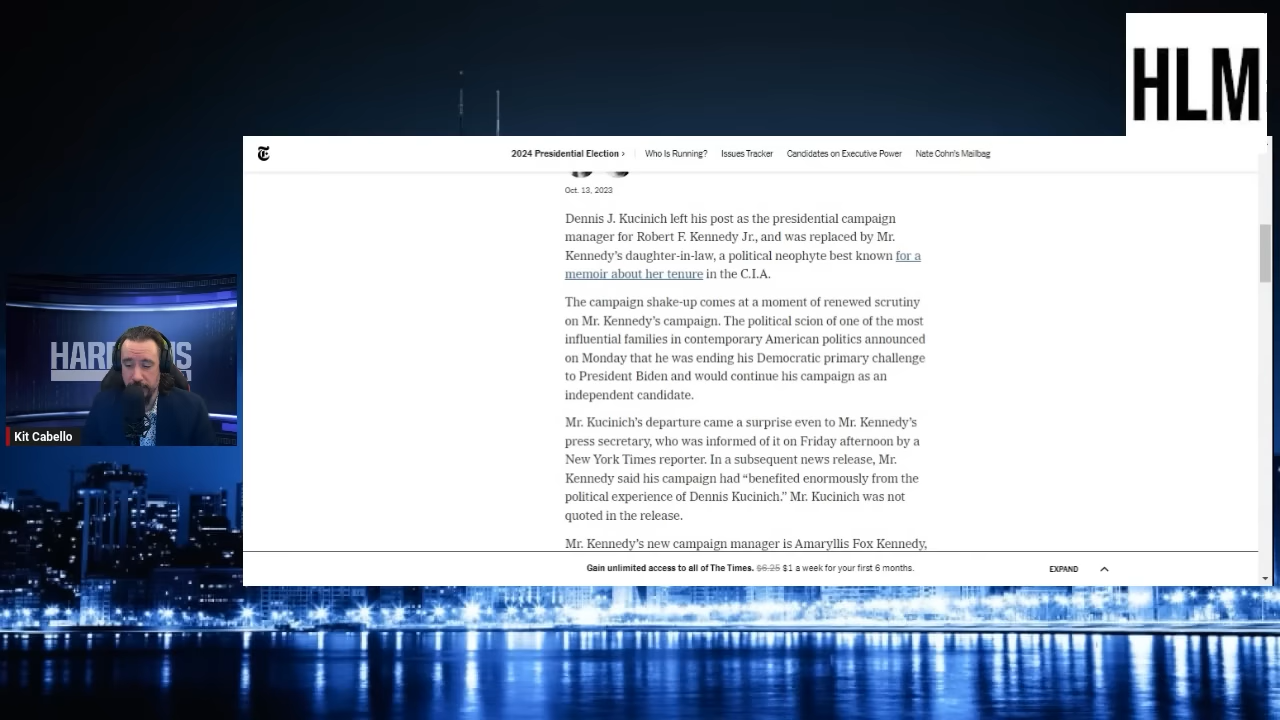 HLM
2024 Presidential Election › Who Is Running? Issues Tracker Candidates on Executive Power Nate Cohn's Mailbag
Oct. 13, 2023
Dennis J. Kucinich left his post as the presidential campaign
manager for Robert F. Kennedy Jr., and was replaced by Mr.
Kennedy's daughter-in-law, a political neophyte best known for a
memoir about her tenure in the C.I.A.
The campaign shake-up comes at a moment of renewed scrutiny
on Mr. Kennedy's campaign. The political scion of one of the most
influential families in contemporary American politics announced
on Monday that he was ending his Democratic primary challenge
to President Biden and would continue his campaign as an
independent candidate.
Mr. Kucinich's departure came a surprise even to Mr. Kennedy's
press secretary, who was informed of it on Friday afternoon by a
New York Times reporter. In a subsequent news release, Mr.
Kennedy said his campaign had “benefited enormously from the
political experience of Dennis Kucinich.” Mr. Kucinich was not
quoted in the release.
Mr. Kennedy's new campaign manager is Amaryllis Fox Kennedy,
Gain unlimited access to all of The Times. $6.25 $1 a week for your first 6 months.
EXPAND
Kit Cabello